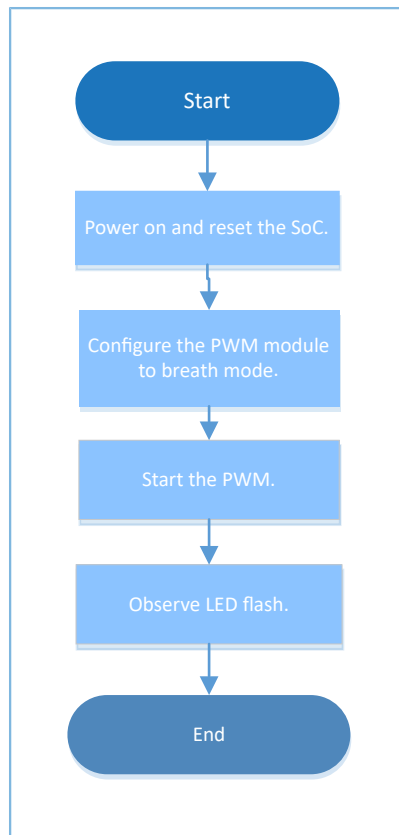 Start
Power on and reset the SoC.
Configure the PWM module
to breath mode.
Start the PWM.
Observe LED flash.
End